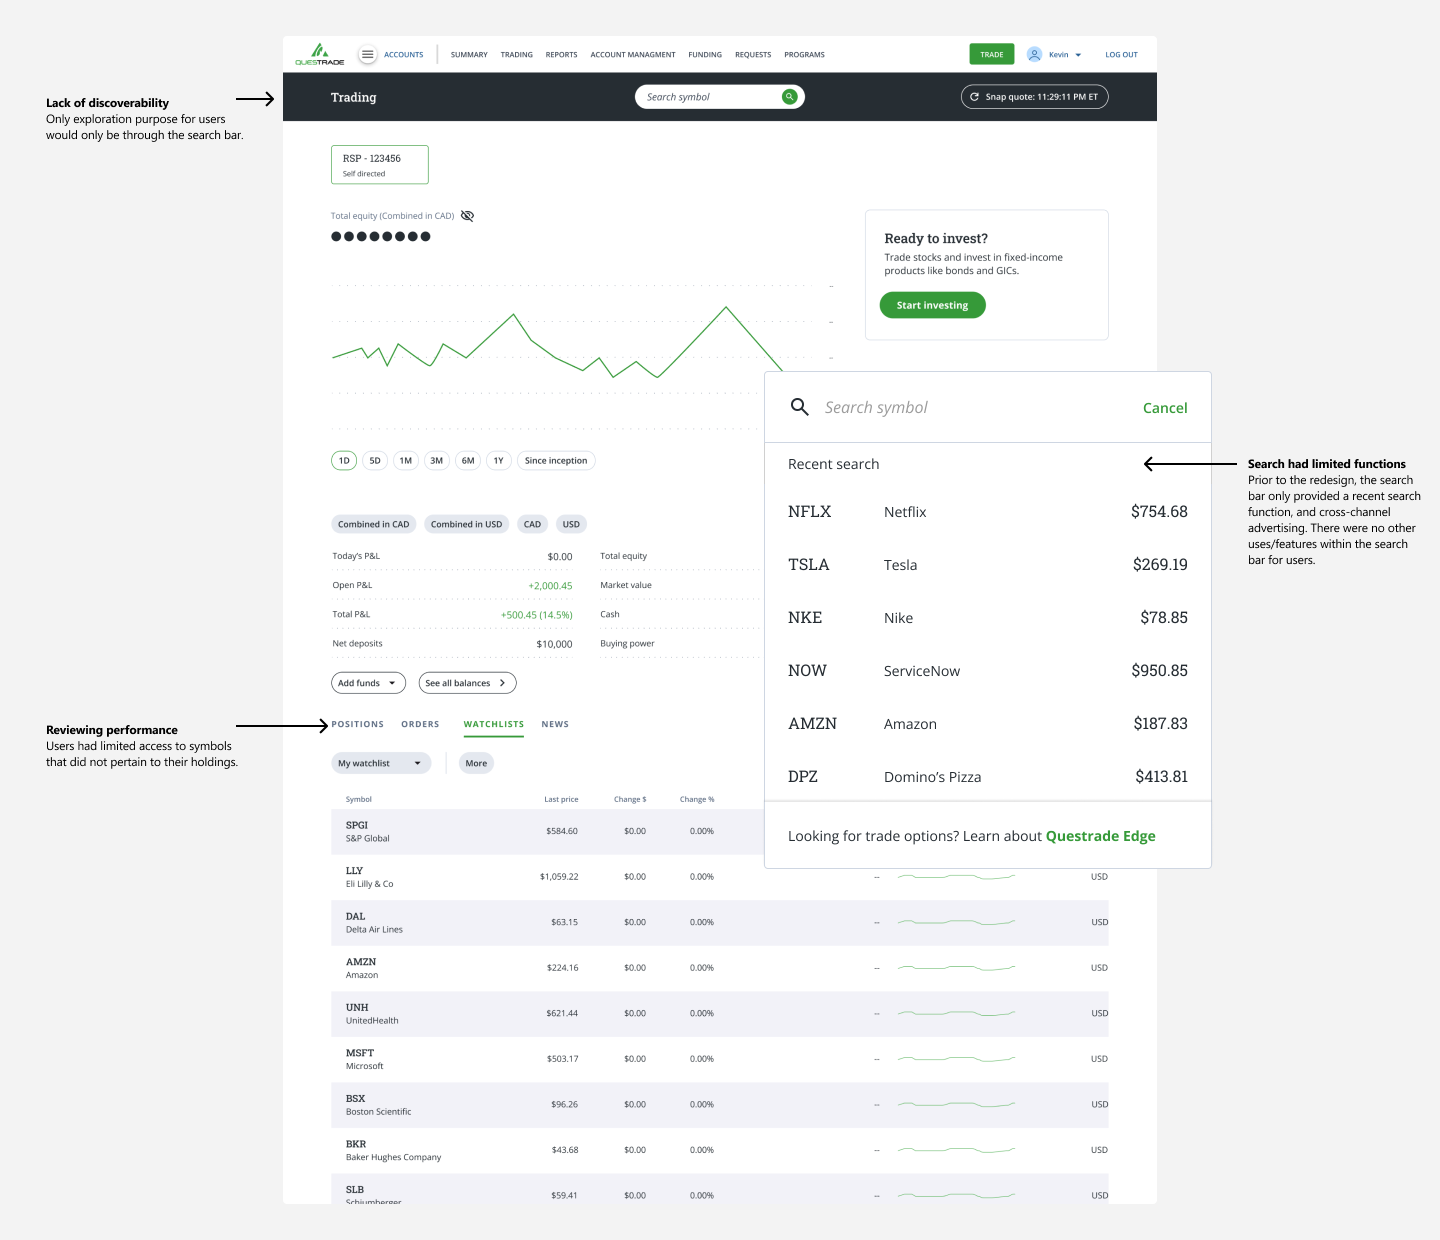 QUESTRADE
ACCOUNTS
SUMMARY
TRADING
REPORTS
ACCOUNT MANAGMENT
FUNDING
REQUESTS
PROGRAMS
TRADE
Kevin
LOG OUT
Trading
Search symbol
Snap quote: 11:29:11 PM ET
Lack of discoverability
Only exploration purpose for users
would only be through the search bar.
RSP - 123456
Self directed
Total equity (Combined in CAD)
Ready to invest?
Trade stocks and invest in fixed-income
products like bonds and GICs.
Start investing
1D
5D
1M
3M
6M
1Y
Since inception
Combined in CAD
Combined in USD
CAD
USD
Today's P&L $0.00
Open P&L +2,000.45
Total P&L +500.45 (14.5%)
Net deposits $10,000
Total equity
Market value
Cash
Buying power
Add funds
See all balances
Search symbol
Cancel
Recent search
NFLX Netflix $754.68
TSLA Tesla $269.19
NKE Nike $78.85
NOW ServiceNow $950.85
AMZN Amazon $187.83
DPZ Domino's Pizza $413.81
Looking for trade options? Learn about Questrade Edge
Search had limited functions
Prior to the redesign, the search
bar only provided a recent search
function, and cross-channel
advertising. There were no other
uses/features within the search
bar for users.
Reviewing performance
Users had limited access to symbols
that did not pertain to their holdings.
POSITIONS
ORDERS
WATCHLISTS
NEWS
My watchlist
More
Symbol Last price Change $ Change %
SPGI
S&P Global
$584.60 $0.00 0.00%
LLY
Eli Lilly & Co
$1,059.22 $0.00 0.00% -- USD
DAL
Delta Air Lines
$63.15 $0.00 0.00% -- USD
AMZN
Amazon
$224.16 $0.00 0.00% -- USD
UNH
UnitedHealth
$621.44 $0.00 0.00% -- USD
MSFT
Microsoft
$503.17 $0.00 0.00% -- USD
BSX
Boston Scientific
$96.26 $0.00 0.00% -- USD
BKR
Baker Hughes Company
$43.68 $0.00 0.00% -- USD
SLB
$59.41 $0.00 0.00% -- USD